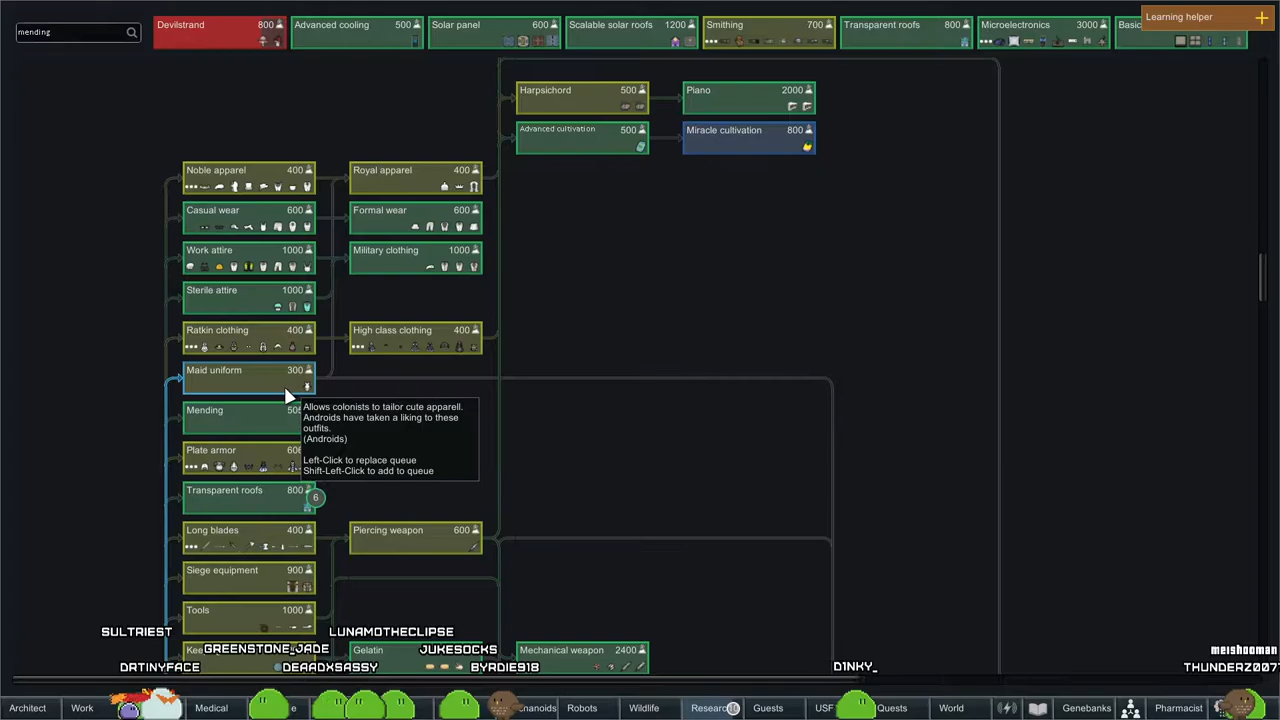 mending
Devilstrand 800
Advanced cooling 500
Solar panel 600
Scalable solar roofs 1200
Smithing 700
Transparent roofs 800
Microelectronics 3000
Basic
Learning helper
Harpsichord 500
Piano 2000
Advanced cultivation 500
Miracle cultivation 800
Noble apparel 400
Royal apparel 400
Casual wear 600
Formal wear 600
Work attire 1000
Military clothing 1000
Sterile attire 1000
Ratkin clothing 400
High class clothing 400
Maid uniform 300
Mending
Allows colonists to tailor cute apparell.
Androids have taken a liking to these
outfits.
(Androids)
Left-Click to replace queue
Shift-Left-Click to add to queue
Plate armor
Transparent roofs 800
6
Long blades 400
Piercing weapon 600
Siege equipment 900
Tools 1000
SULTRIEST
LUNAMOTHECLIPSE
GREENSTONE_JADE
Gelatin
JUKESOCKS
Mechanical weapon 2400
meishooman
DRTINYFACE
DEAADXSASSY
BYRDIE918
D1NKY_
THUNDERZ007
Architect
Work
Medical
Robots
Wildlife
Research
Guests
Quests
World
Genebanks
Pharmacist